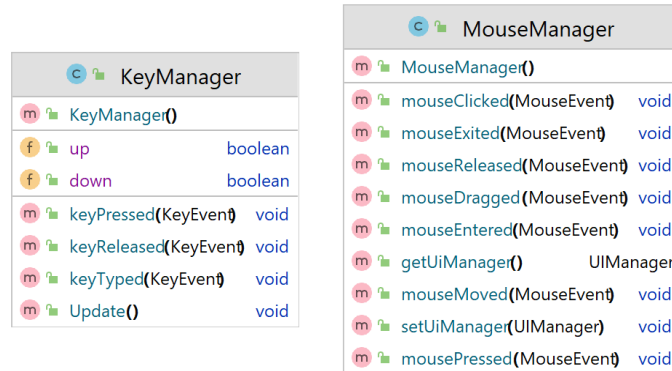 KeyManager
KeyManager()
up boolean
down boolean
keyPressed(KeyEvent) void
keyReleased(KeyEvent) void
keyTyped(KeyEvent) void
Update() void
MouseManager
MouseManager()
mouseClicked(MouseEvent) void
mouseExited(MouseEvent) void
mouseReleased(MouseEvent) void
mouseDragged(MouseEvent) void
mouseEntered(MouseEvent) void
getUiManager() UIManager
mouseMoved(MouseEvent) void
setUiManager(UIManager) void
mousePressed(MouseEvent) void